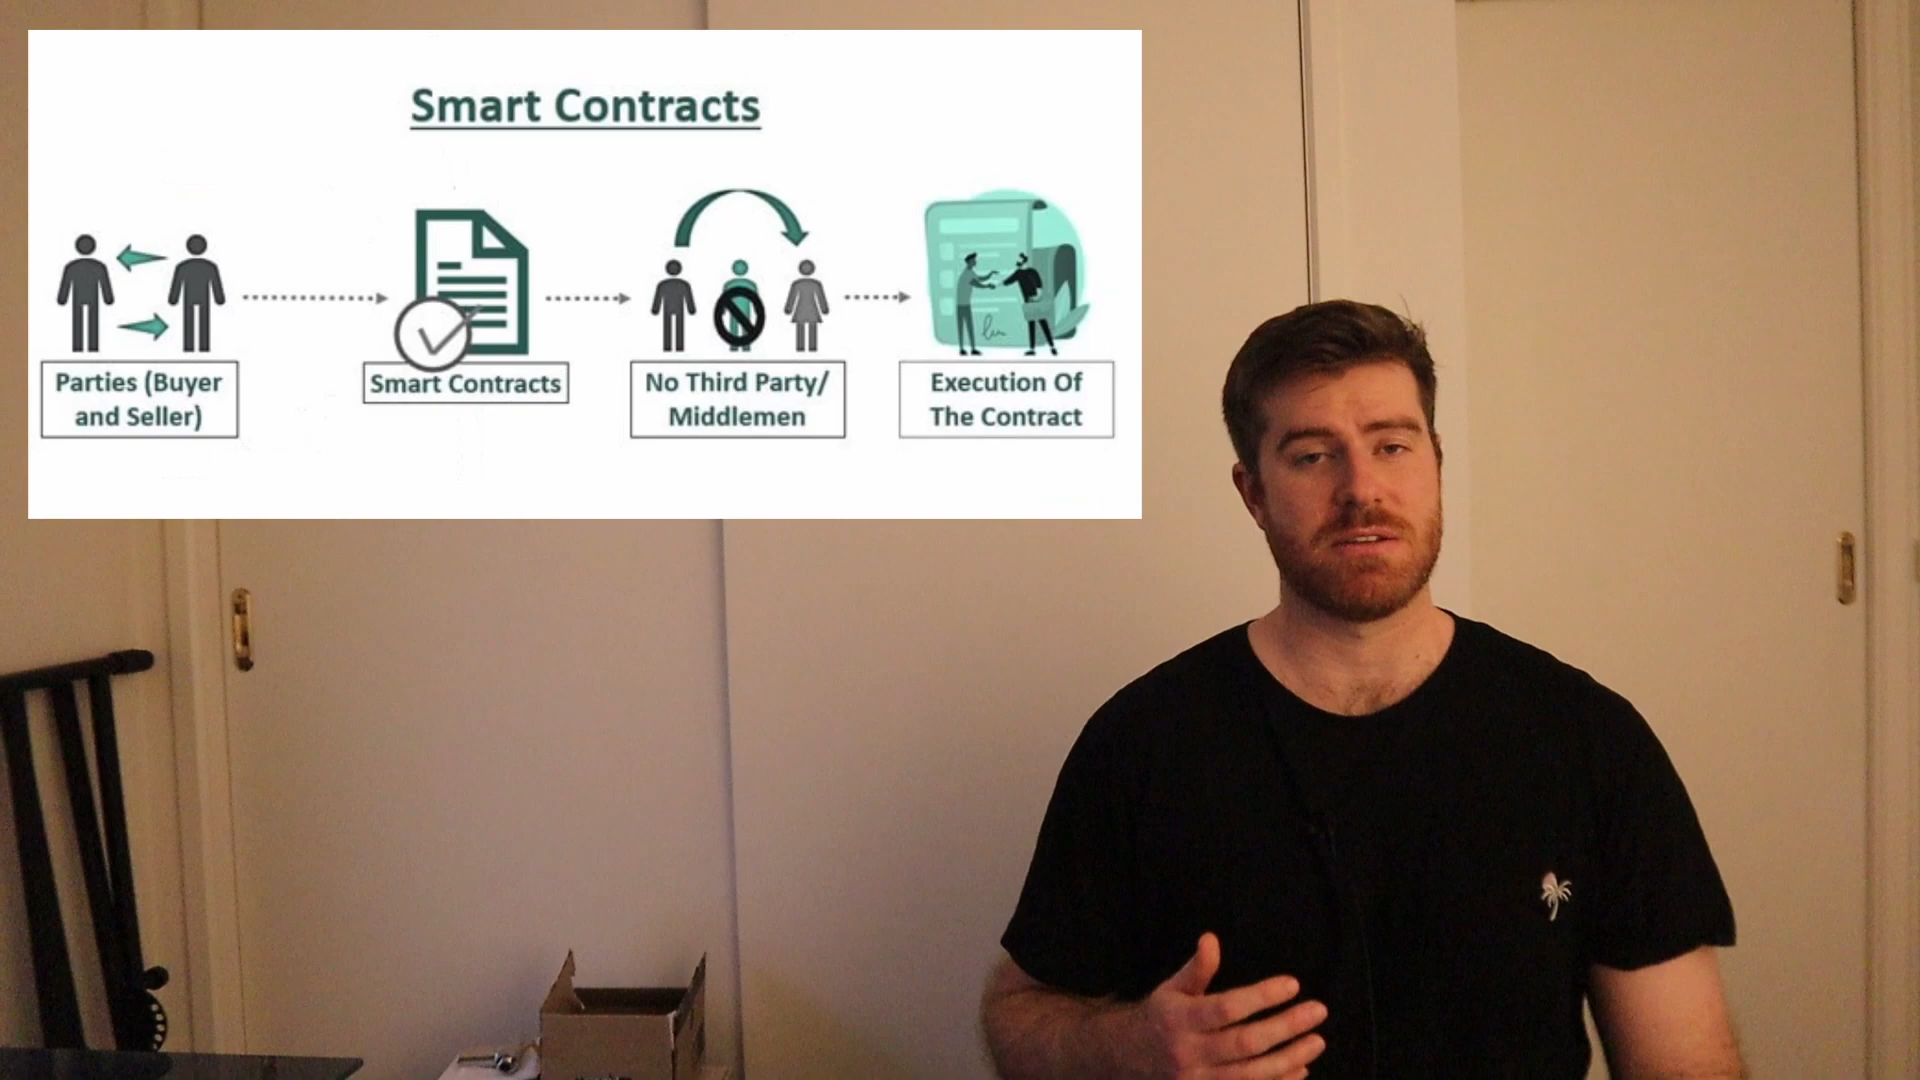 Smart Contracts
Parties (Buyer
and Seller)
Smart Contracts
No Third Party/
Middlemen
Execution Of
The Contract